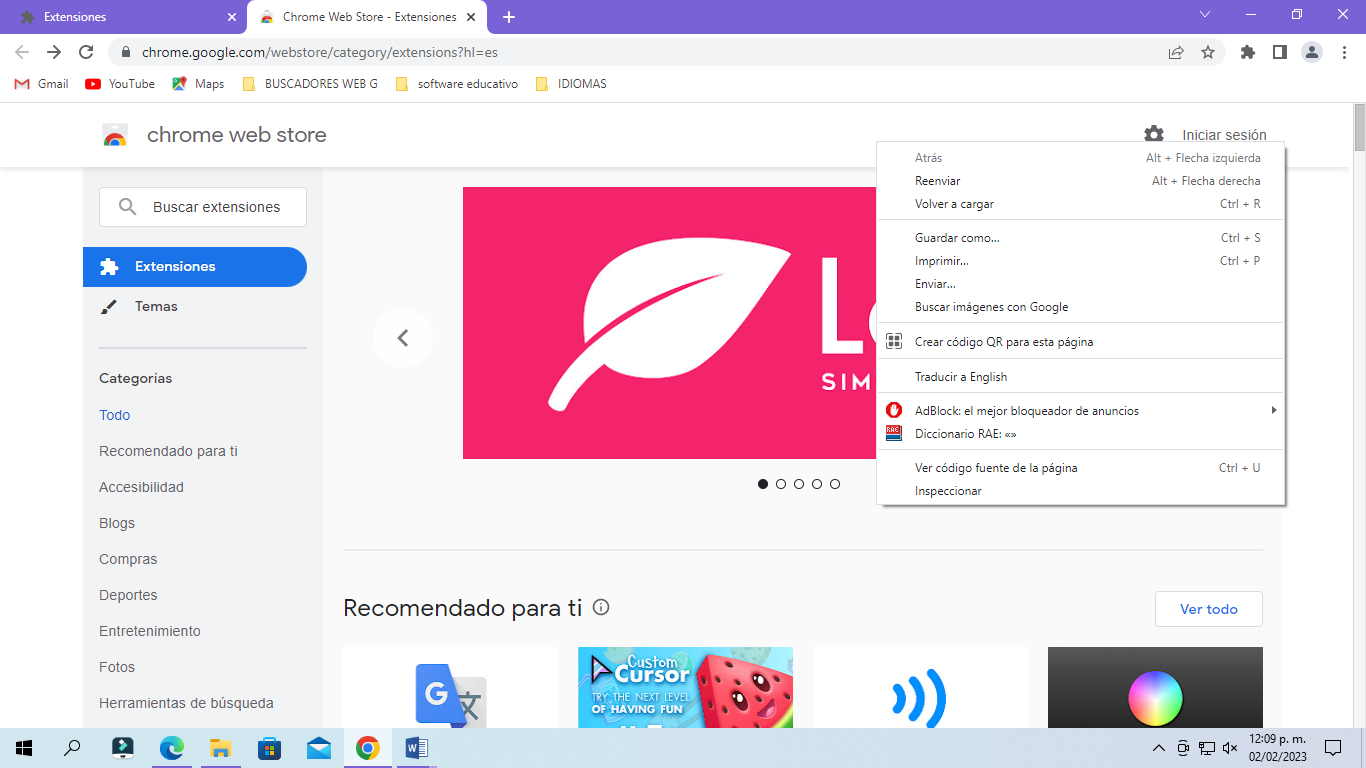 Extensiones
Chrome Web Store - Extensiones
chrome.google.com/webstore/category/extensions?hl=es
Gmail YouTube Maps BUSCADORES WEB G software educativo IDIOMAS
chrome web store
Iniciar sesión
Buscar extensiones
Extensiones
Temas
Categorías
Todo
Recomendado para ti
Accesibilidad
Blogs
Compras
Deportes
Entretenimiento
Fotos
Herramientas de búsqueda
SIM
Atrás Alt + Flecha izquierda
Reenviar Alt + Flecha derecha
Volver a cargar Ctrl + R
Guardar como... Ctrl + S
Imprimir... Ctrl + P
Enviar...
Buscar imágenes con Google
Crear código QR para esta página
Traducir a English
AdBlock: el mejor bloqueador de anuncios
RAE
Diccionario RAE: «»
Ver código fuente de la página Ctrl + U
Inspeccionar
Recomendado para ti
Ver todo
G 文
Custom
Cursor
TRY THE NEXT LEVEL
OF HAVING FUN
12:09 p. m.
02/02/2023